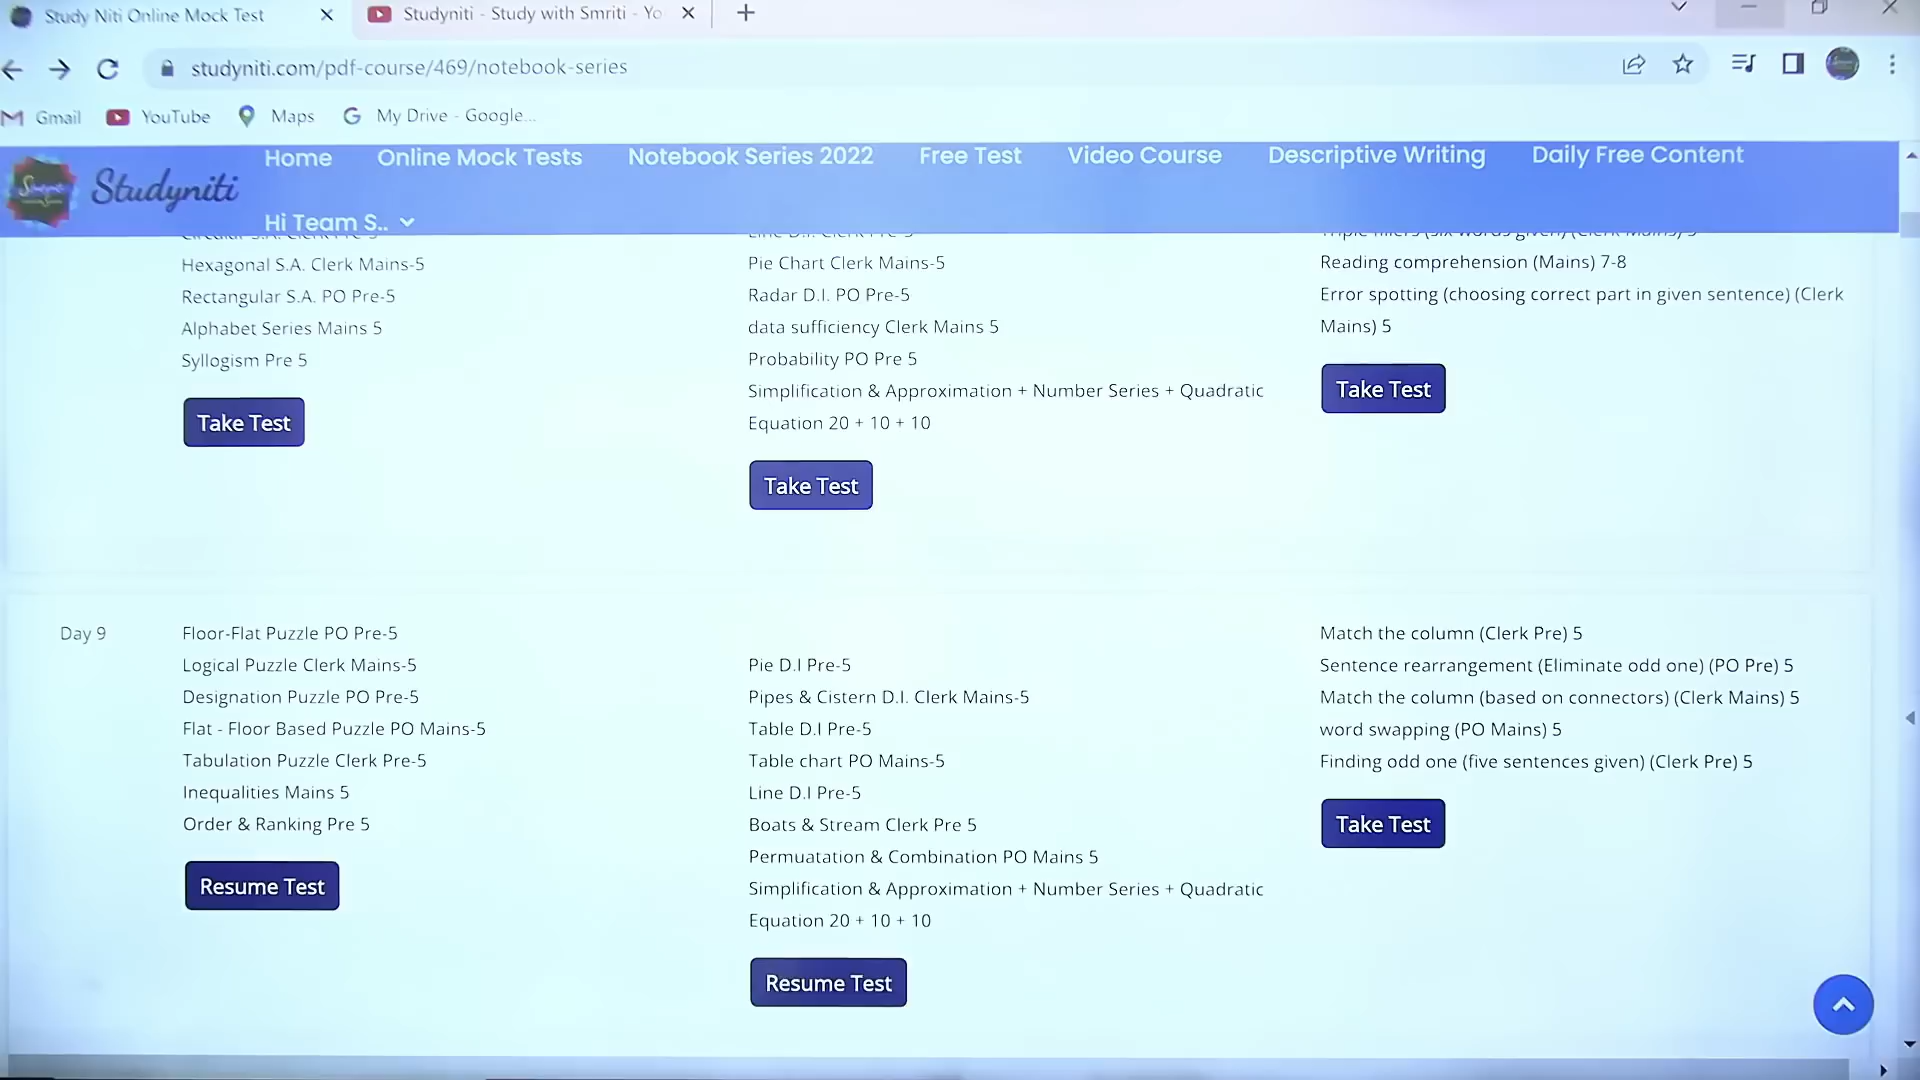 Study Niti Online Mock Test
Studyniti - Study with Smriti - Yo
studyniti.com/pdf-course/469/notebook-series
Gmail
YouTube
Maps
My Drive - Google...
Home
Online Mock Tests
Notebook Series 2022
Free Test
Video Course
Descriptive Writing
Daily Free Content
Studyniti
Hi Team S..
Hexagonal S.A. Clerk Mains-5
Rectangular S.A. PO Pre-5
Alphabet Series Mains 5
Syllogism Pre 5
Take Test
Pie Chart Clerk Mains-5
Radar D.I. PO Pre-5
data sufficiency Clerk Mains 5
Probability PO Pre 5
Simplification & Approximation + Number Series + Quadratic
Equation 20 + 10 + 10
Take Test
Reading comprehension (Mains) 7-8
Error spotting (choosing correct part in given sentence) (Clerk
Mains) 5
Take Test
Day 9
Floor-Flat Puzzle PO Pre-5
Logical Puzzle Clerk Mains-5
Designation Puzzle PO Pre-5
Flat - Floor Based Puzzle PO Mains-5
Tabulation Puzzle Clerk Pre-5
Inequalities Mains 5
Order & Ranking Pre 5
Resume Test
Pie D.I Pre-5
Pipes & Cistern D.I. Clerk Mains-5
Table D.I Pre-5
Table chart PO Mains-5
Line D.I Pre-5
Boats & Stream Clerk Pre 5
Permuatation & Combination PO Mains 5
Simplification & Approximation + Number Series + Quadratic
Equation 20 + 10 + 10
Resume Test
Match the column (Clerk Pre) 5
Sentence rearrangement (Eliminate odd one) (PO Pre) 5
Match the column (based on connectors) (Clerk Mains) 5
word swapping (PO Mains) 5
Finding odd one (five sentences given) (Clerk Pre) 5
Take Test